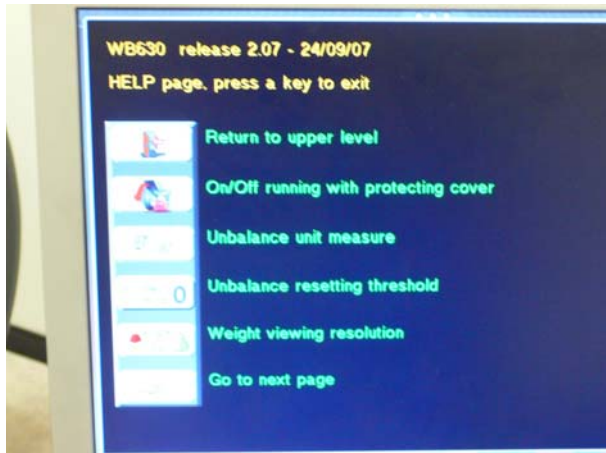 WB630 release 2.07 - 24/09/07
HELP page, press a key to exit
Return to upper level
On/Off running with protecting cover
Unbalance unit measure
Unbalance resetting threshold
0
Weight viewing resolution
Go to next page